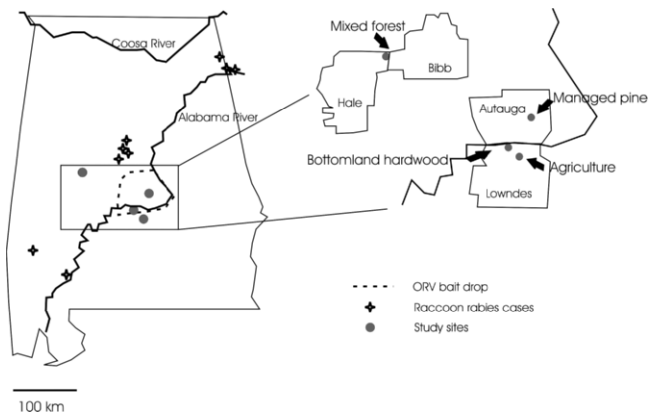 Coosa River
Alabama River
Mixed forest
Bibb
Hale
Autauga
Managed pine
Bottomland hardwood
Agriculture
Lowndes
ORV bait drop
Raccoon rabies cases
Study sites
100 km